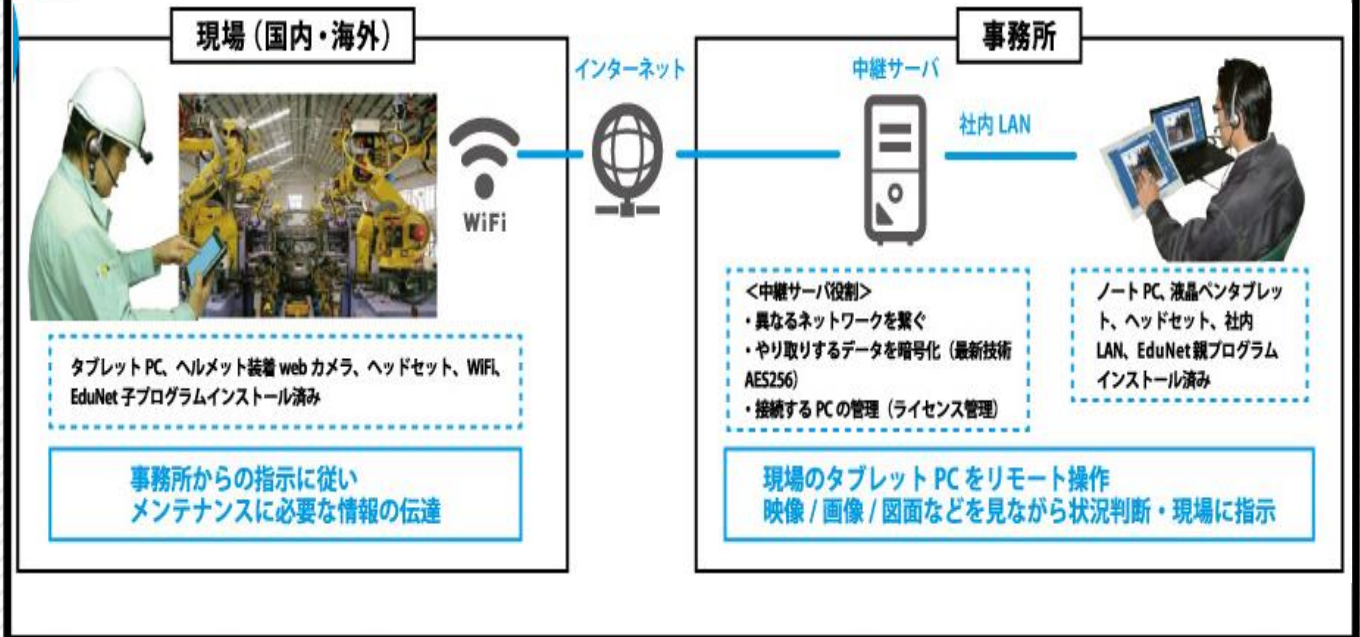 現場（国内・海外）
WiFi
タブレット PC、ヘルメット装着 web カメラ、ヘッドセット、WiFi、
EduNet 子プログラムインストール済み
事務所からの指示に従い
メンテナンスに必要な情報の伝達
インターネット
事務所
中継サーバ
社内 LAN
＜中継サーバ役割＞
・異なるネットワークを繋ぐ
・やり取りするデータを暗号化（最新技術
AES256）
・接続する PC の管理（ライセンス管理）
ノート PC、液晶ペンタブレッ
ト、ヘッドセット、社内
LAN、EduNet 親プログラム
インストール済み
現場のタブレット PC をリモート操作
映像 / 画像 / 図面などを見ながら状況判断・現場に指示